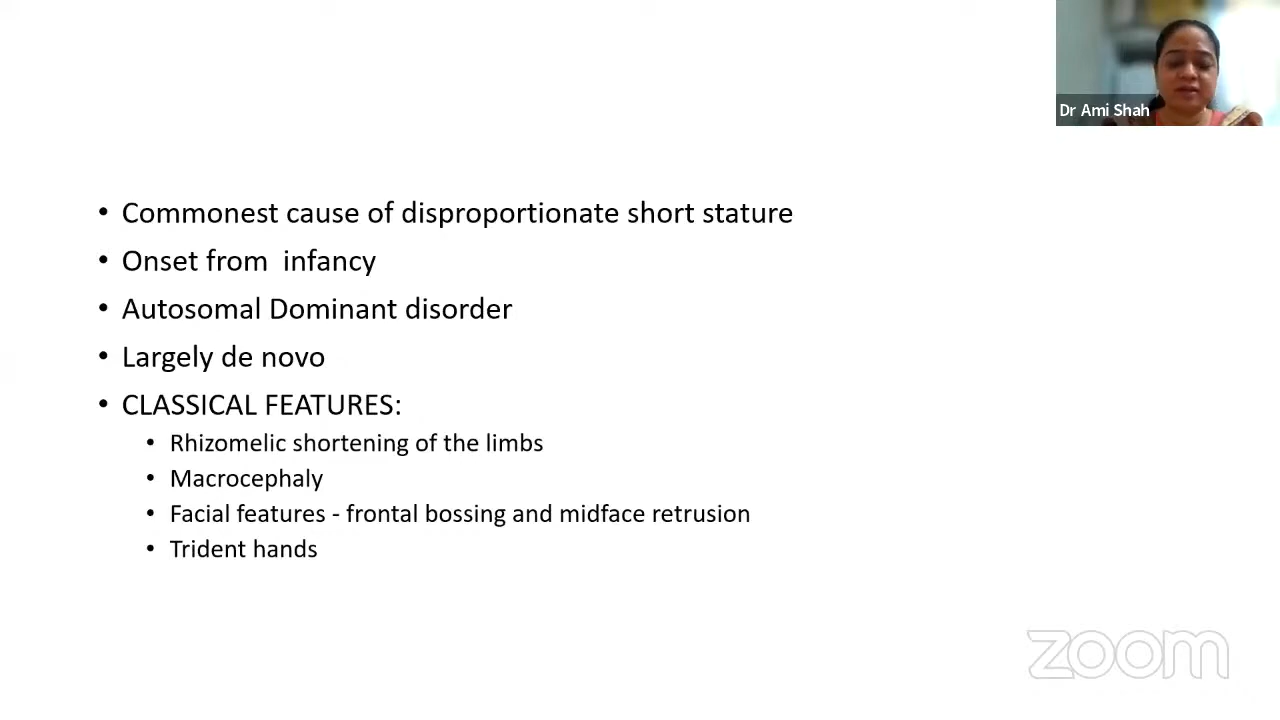 Dr Ami Shah
• Commonest cause of disproportionate short stature
• Onset from  infancy
• Autosomal Dominant disorder
• Largely de novo
• CLASSICAL FEATURES:
• Rhizomelic shortening of the limbs
• Macrocephaly
• Facial features - frontal bossing and midface retrusion
• Trident hands
zoom